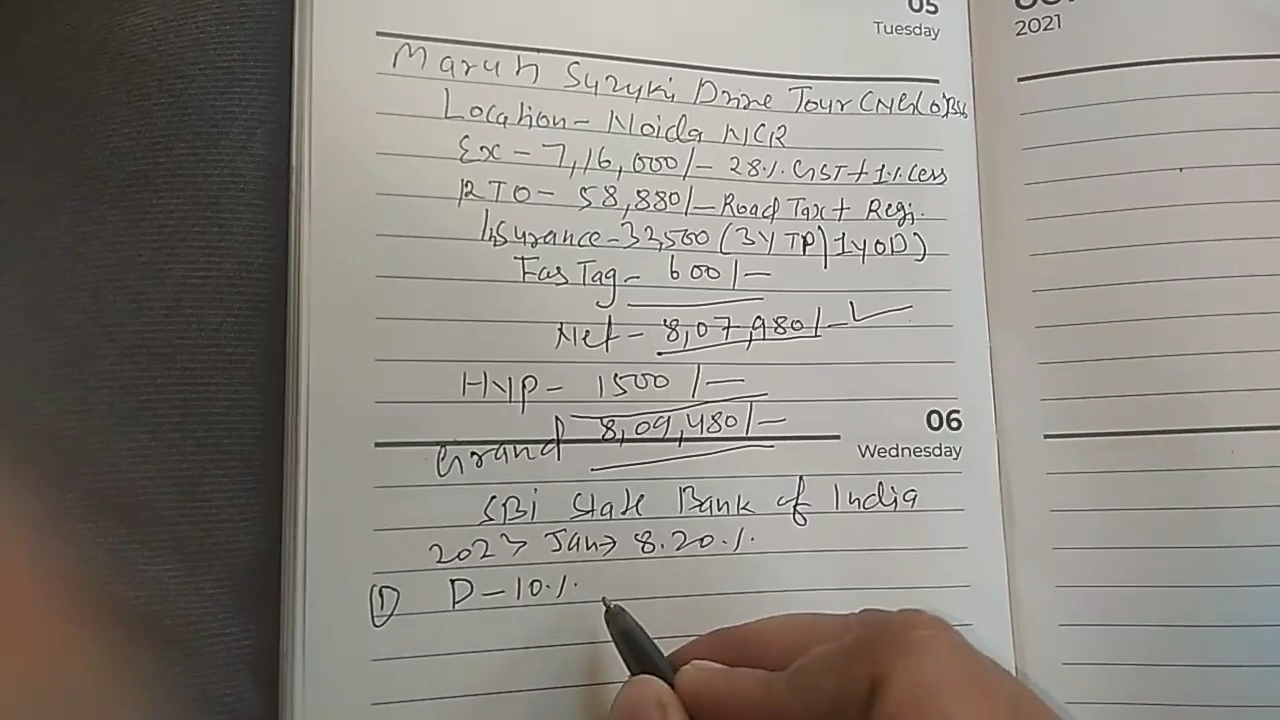 05
Tuesday
2021
Maruti Suzuki Dzire Tour CNG(O)BS6
Location - Noida NCR
Ex - 7,16,000/- 28% GST + 1% Cess
RTO - 58,880/- Road Tax + Regi.
Insurance - 32,500 (3Y TP|1YOD)
FasTag - 600/-
Net - 8,07,980/-
Hyp - 1500/-
Grand 8,09,480/-
06
Wednesday
SBi State Bank of India
2023 Jan→ 8.20%.
① D - 10%.